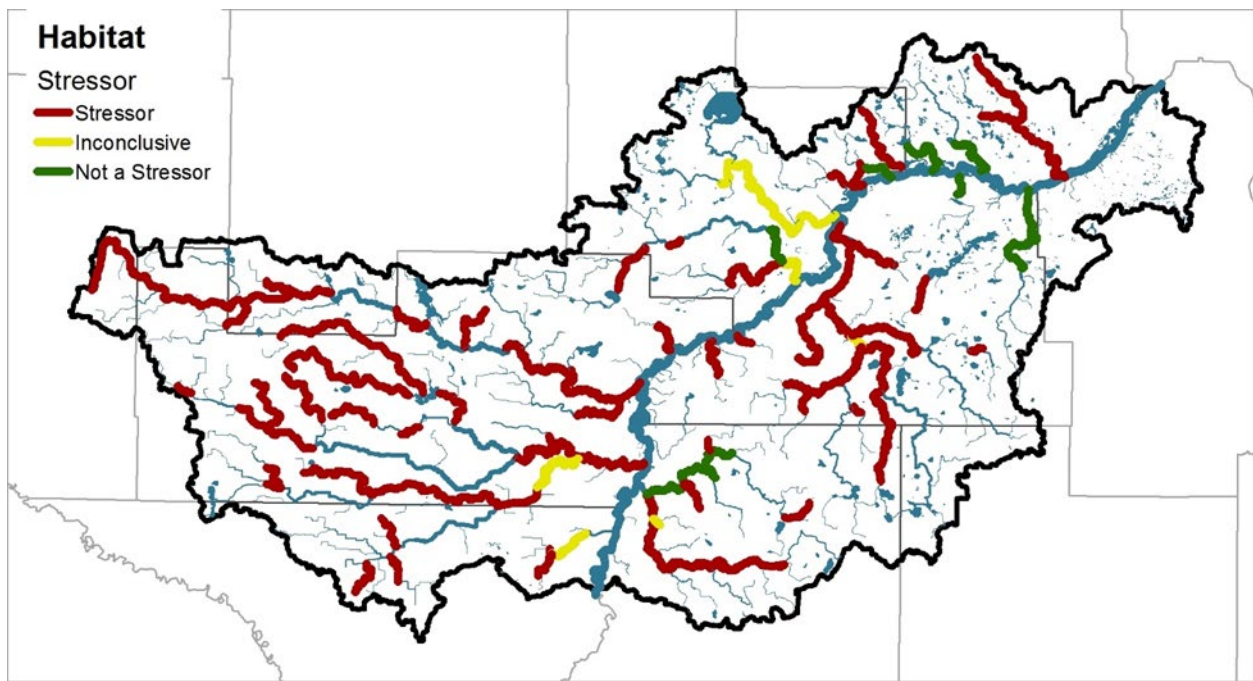 Habitat
Stressor
Stressor
Inconclusive
Not a Stressor